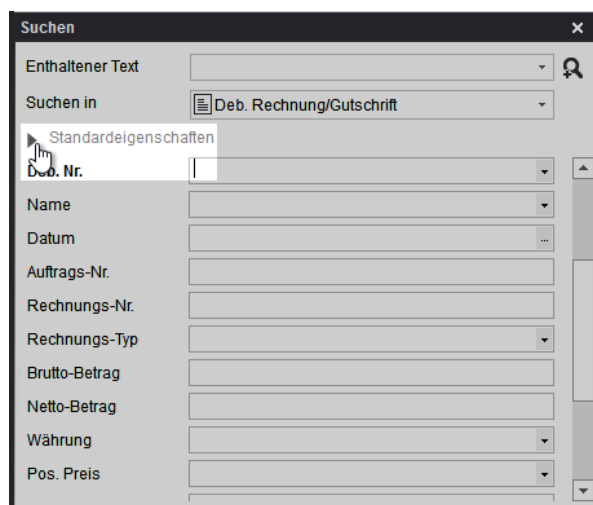 Suchen
Enthaltener Text
Suchen in Deb. Rechnung/Gutschrift
Standardeigenschaften
Deb. Nr.
Name
Datum ...
Auftrags-Nr.
Rechnungs-Nr.
Rechnungs-Typ
Brutto-Betrag
Netto-Betrag
Währung
Pos. Preis